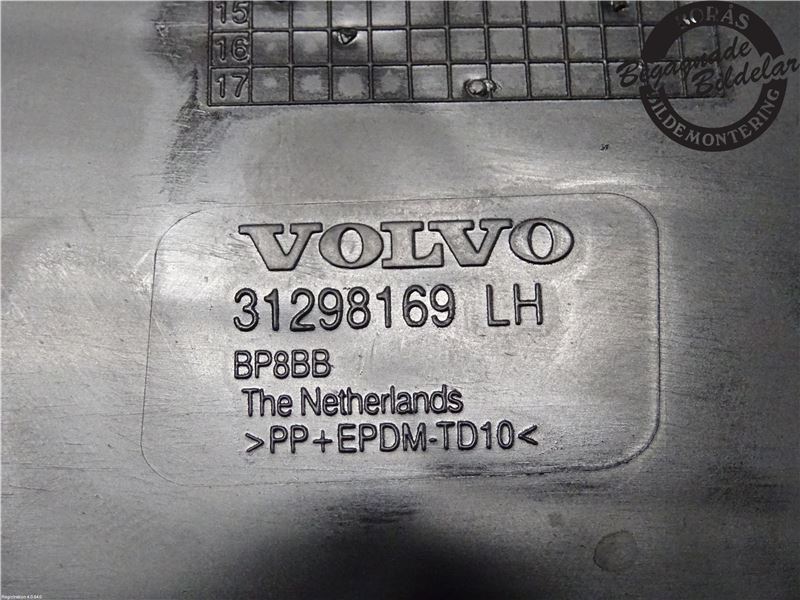 15
16
17
BORÅS
Begagnade
Bildelar
BILDEMONTERING
VOLVO
31298169 LH
BP8BB
The Netherlands
>PP+EPDM-TD10<